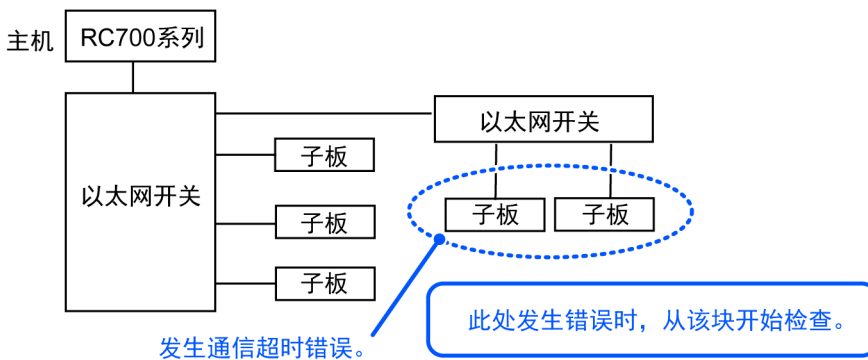 主机
RC700系列
以太网开关
以太网开关
子板
子板
子板
子板
子板
发生通信超时错误。
此处发生错误时，从该块开始检查。